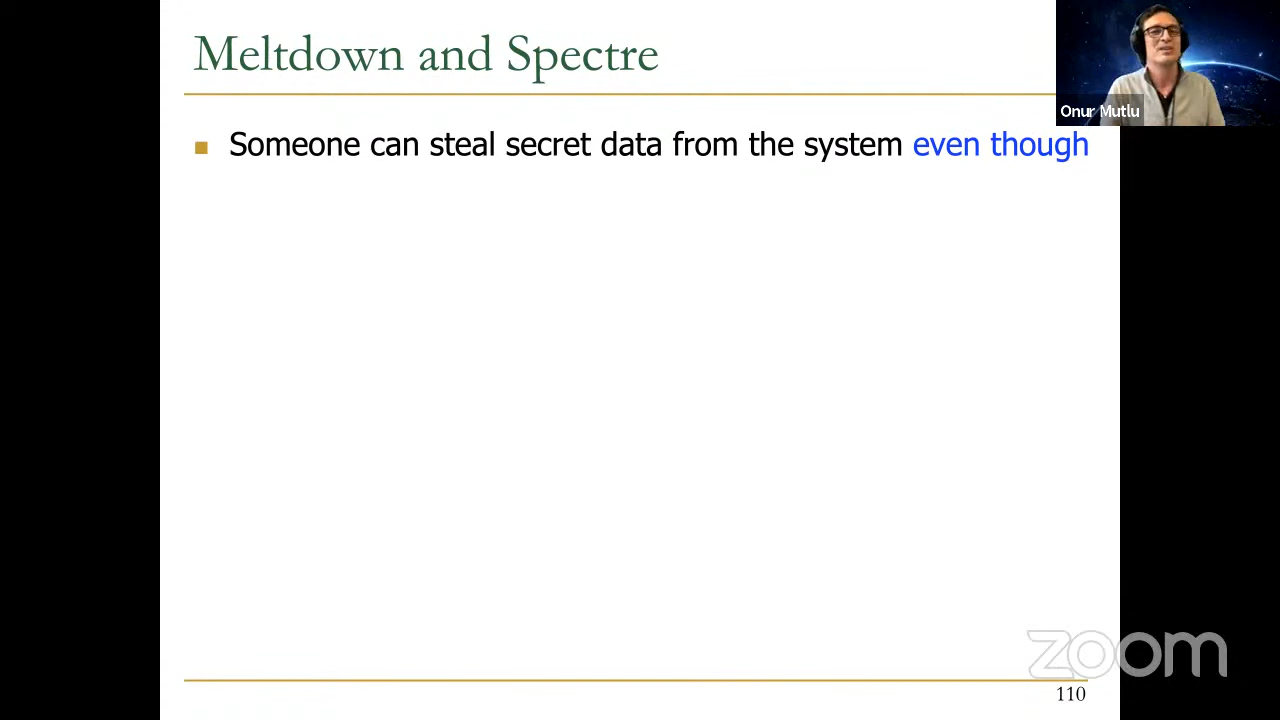 Meltdown and Spectre
Onur Mutlu
Someone can steal secret data from the system even though
zoom
110